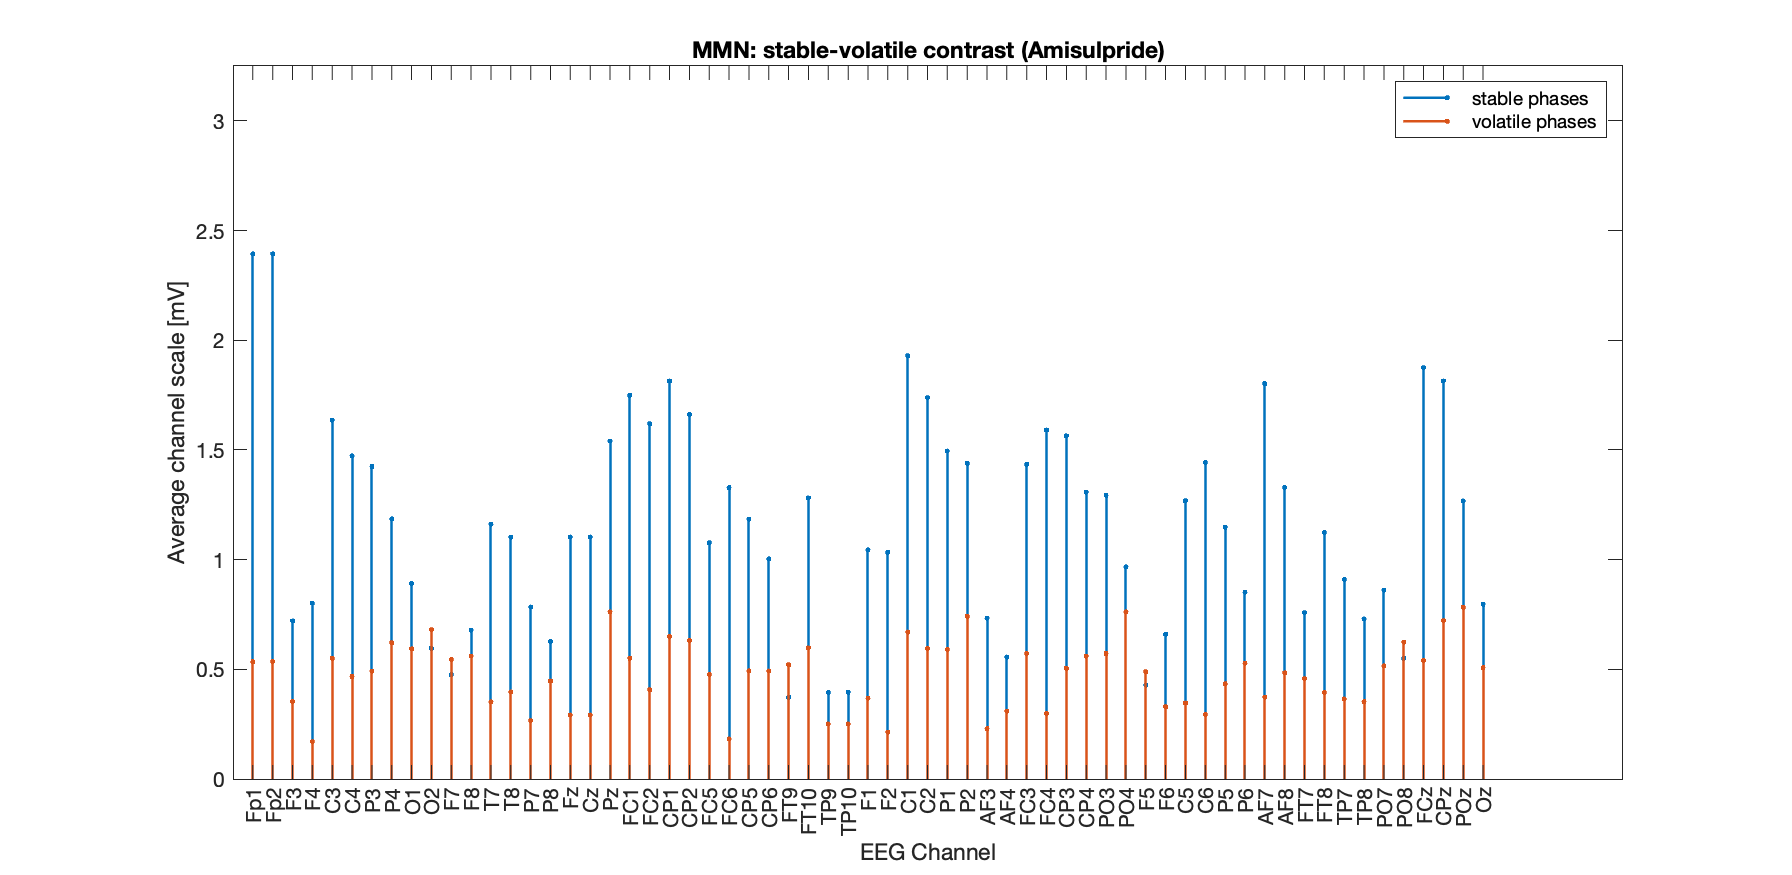 MMN: stable-volatile contrast (Amisulpride)
stable phases
volatile phases
Average channel scale [mV]
3
2.5
2
1.5
1
0.5
0
Fp1 Fp2 F3 F4 C3 C4 P3 P4 O1 O2 F7 F8 T7 T8 P7 P8 Fz Cz Pz FC1 FC2 CP1 CP2 FC5 FC6 CP5 CP6 FT9 FT10 TP9 TP10 F1 F2 C1 C2 P1 P2 AF3 AF4 FC3 FC4 CP3 CP4 PO3 PO4 F5 F6 C5 C6 P5 P6 AF7 AF8 FT7 FT8 TP7 TP8 PO7 PO8 FCz CPz POz Oz
EEG Channel